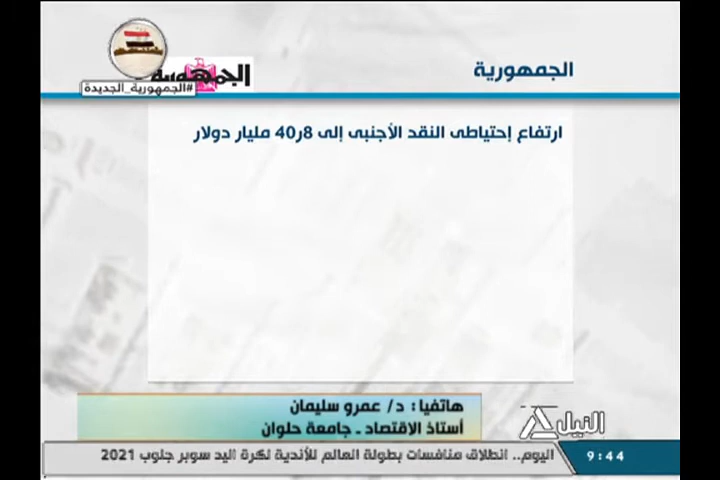 الجمهورية
الجمهورية
#الجمهورية_الجديدة
ارتفاع إحتياطى النقد الأجنبى إلى 8ر40 مليار دولار
هاتفيا: د/ عمرو سليمان
أستاذ الاقتصاد - جامعة حلوان
النيل
اليوم.. انطلاق منافسات بطولة العالم للأندية لكرة اليد سوبر جلوب 2021
9:44